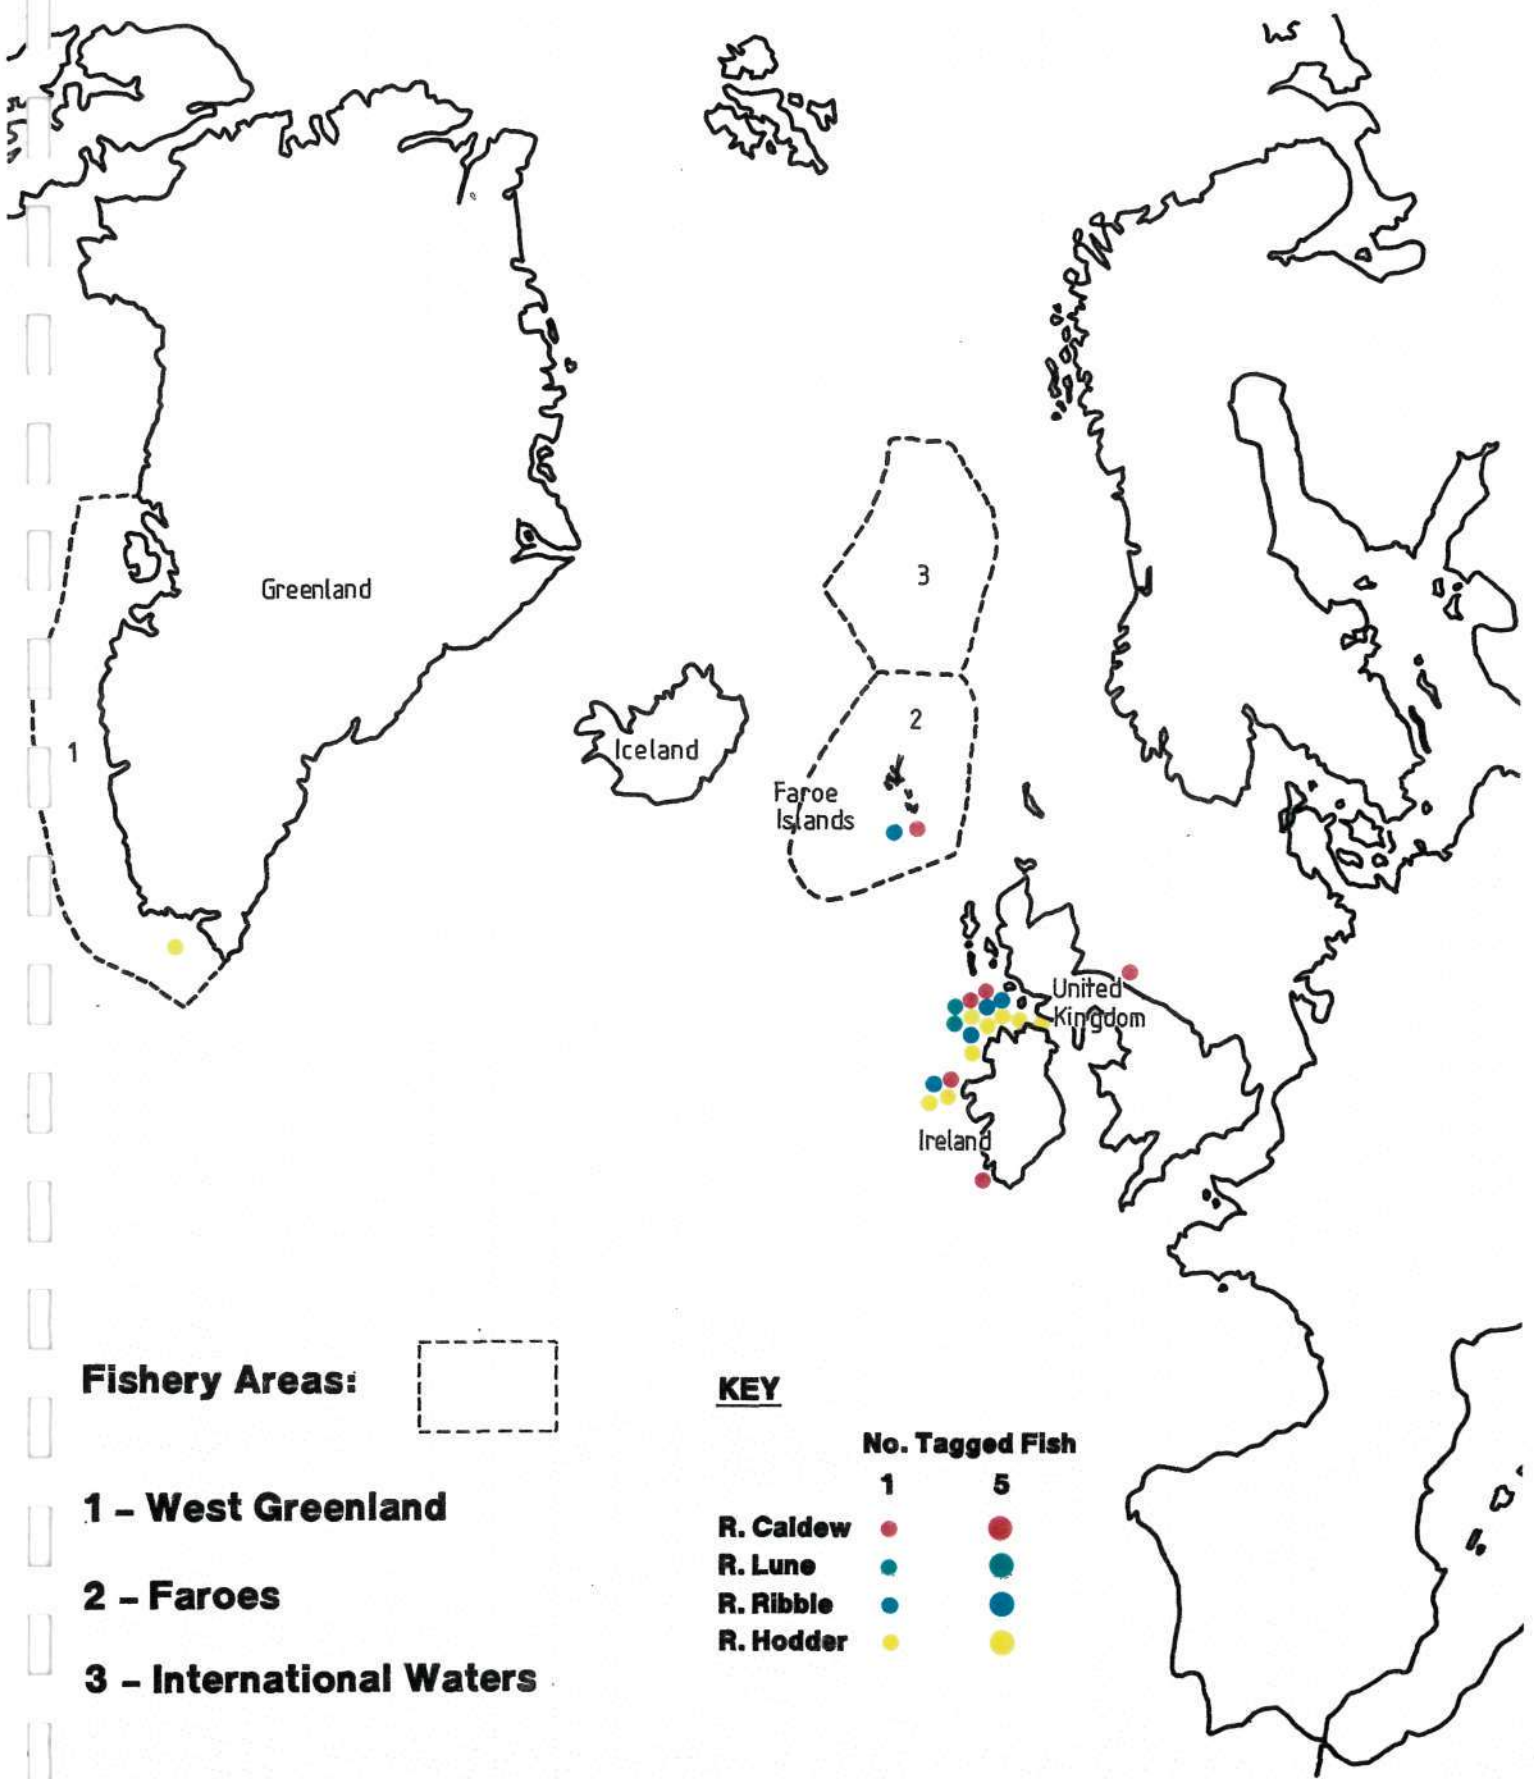 Greenland
3
2
1
Iceland
Faroe
Islands
United
Kingdom
Ireland
Fishery Areas:
1 – West Greenland
2 – Faroes
3 – International Waters
KEY
No. Tagged Fish
1 5
R. Caldew
R. Lune
R. Ribble
R. Hodder